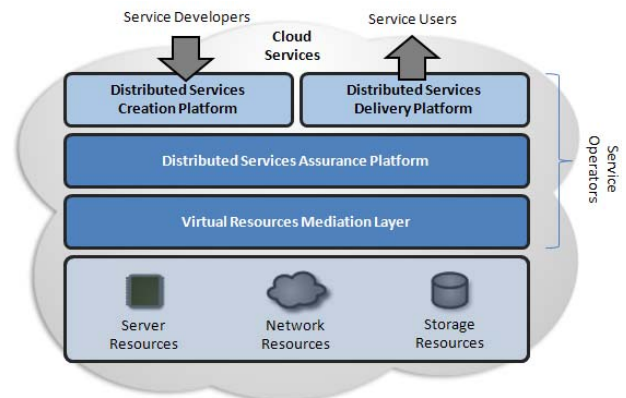 Service Developers
Service Users
Cloud
Services
Distributed Services
Creation Platform
Distributed Services
Delivery Platform
Distributed Services Assurance Platform
Virtual Resources Mediation Layer
Service
Operators
Server
Resources
Network
Resources
Storage
Resources